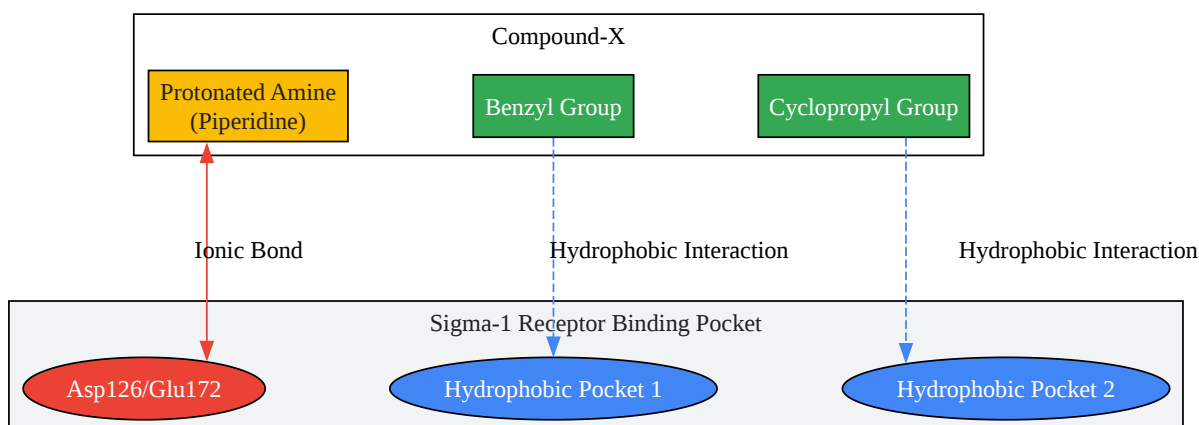 Compound-X
Protonated Amine
(Piperidine)
Benzyl Group
Cyclopropyl Group
Ionic Bond
Hydrophobic Interaction
Hydrophobic Interaction
Sigma-1 Receptor Binding Pocket
Asp126/Glu172
Hydrophobic Pocket 1
Hydrophobic Pocket 2